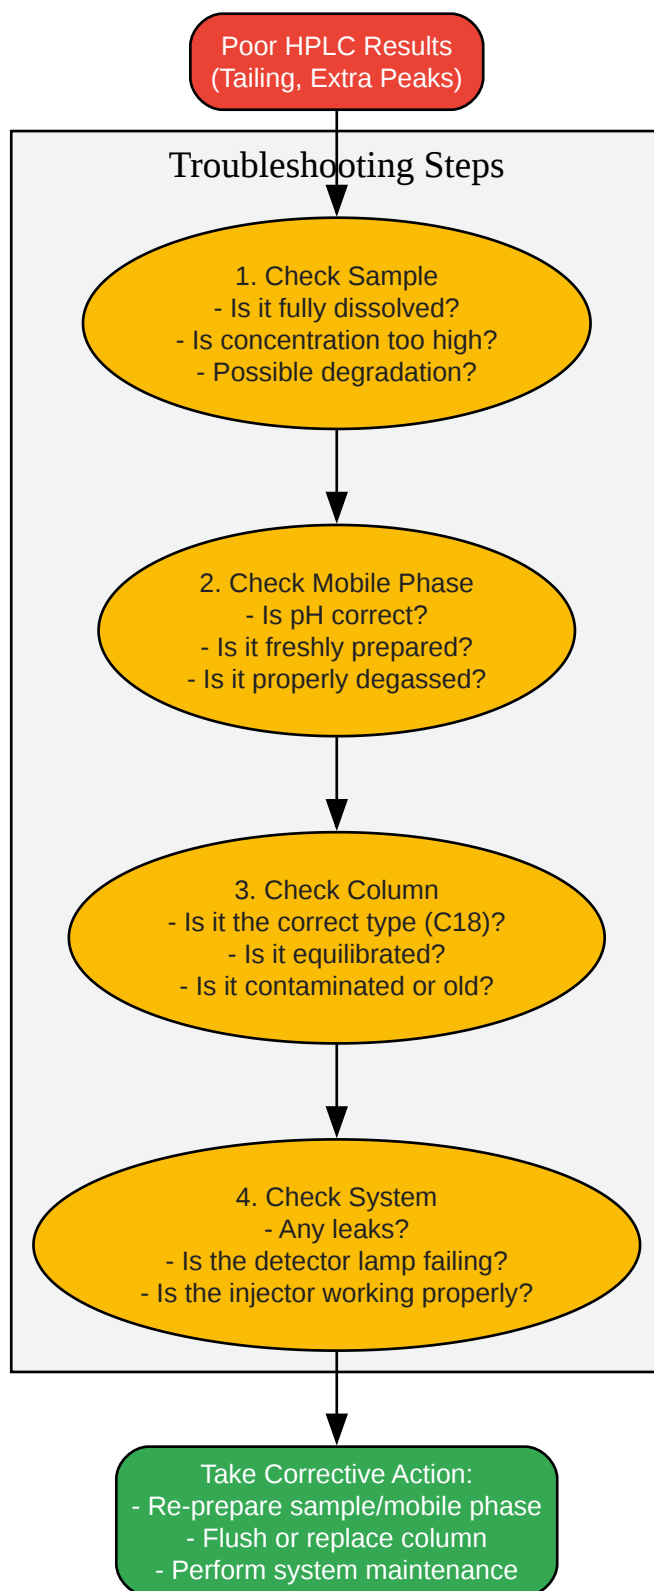 Poor HPLC Results
(Tailing, Extra Peaks)
Troubleshooting Steps
1. Check Sample
- Is it fully dissolved?
- Is concentration too high?
- Possible degradation?
2. Check Mobile Phase
- Is pH correct?
- Is it freshly prepared?
- Is it properly degassed?
3. Check Column
- Is it the correct type (C18)?
- Is it equilibrated?
- Is it contaminated or old?
4. Check System
- Any leaks?
- Is the detector lamp failing?
- Is the injector working properly?
Take Corrective Action:
- Re-prepare sample/mobile phase
- Flush or replace column
- Perform system maintenance